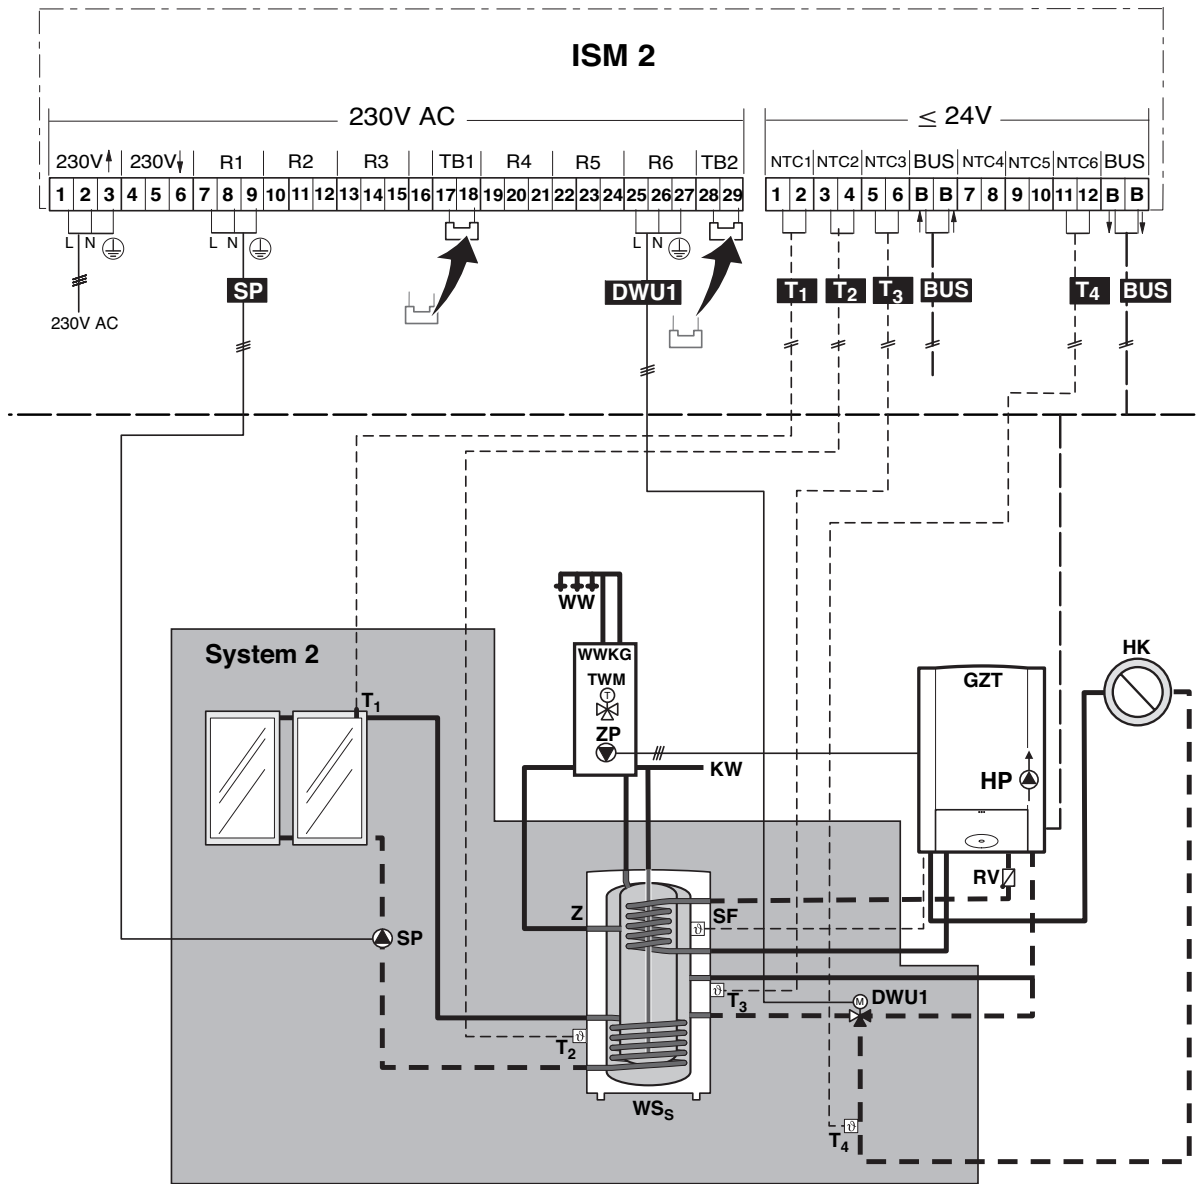 ISM 2
230V AC
≤ 24V
230V 230V R1 R2 R3 TB1 R4 R5 R6 TB2 NTC1 NTC2 NTC3 BUS NTC4 NTC5 NTC6 BUS
1 2 3 4 5 6 7 8 9 10 11 12 13 14 15 16 17 18 19 20 21 22 23 24 25 26 27 28 29 1 2 3 4 5 6 B B 7 8 9 10 11 12 B B
L N L N L N
SP DWU1 T1 T2 T3 BUS T4 BUS
230V AC
WW
System 2
WWKG
TWM
T
ZP
KW
HK
GZT
HP
T1
RV
Z
SF
SP
T3
M
DWU1
T2
WSS
T4
ϑ
ϑ
ϑ
ϑ